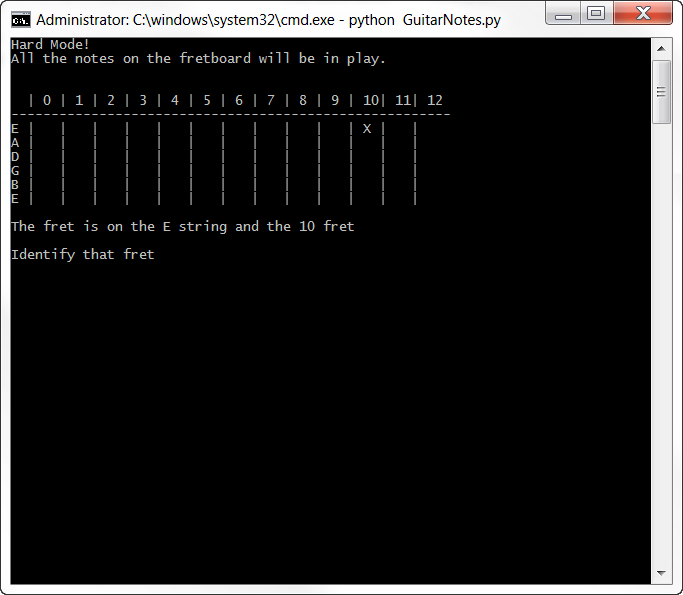 Administrator: C:\windows\system32\cmd.exe - python  GuitarNotes.py
Hard Mode!
All the notes on the fretboard will be in play.
  | 0 | 1 | 2 | 3 | 4 | 5 | 6 | 7 | 8 | 9 | 10| 11| 12
-------------------------------------------------------
E |   |   |   |   |   |   |   |   |   |   | X |   |
A |   |   |   |   |   |   |   |   |   |   |   |   |
D |   |   |   |   |   |   |   |   |   |   |   |   |
G |   |   |   |   |   |   |   |   |   |   |   |   |
B |   |   |   |   |   |   |   |   |   |   |   |   |
E |   |   |   |   |   |   |   |   |   |   |   |   |
The fret is on the E string and the 10 fret
Identify that fret